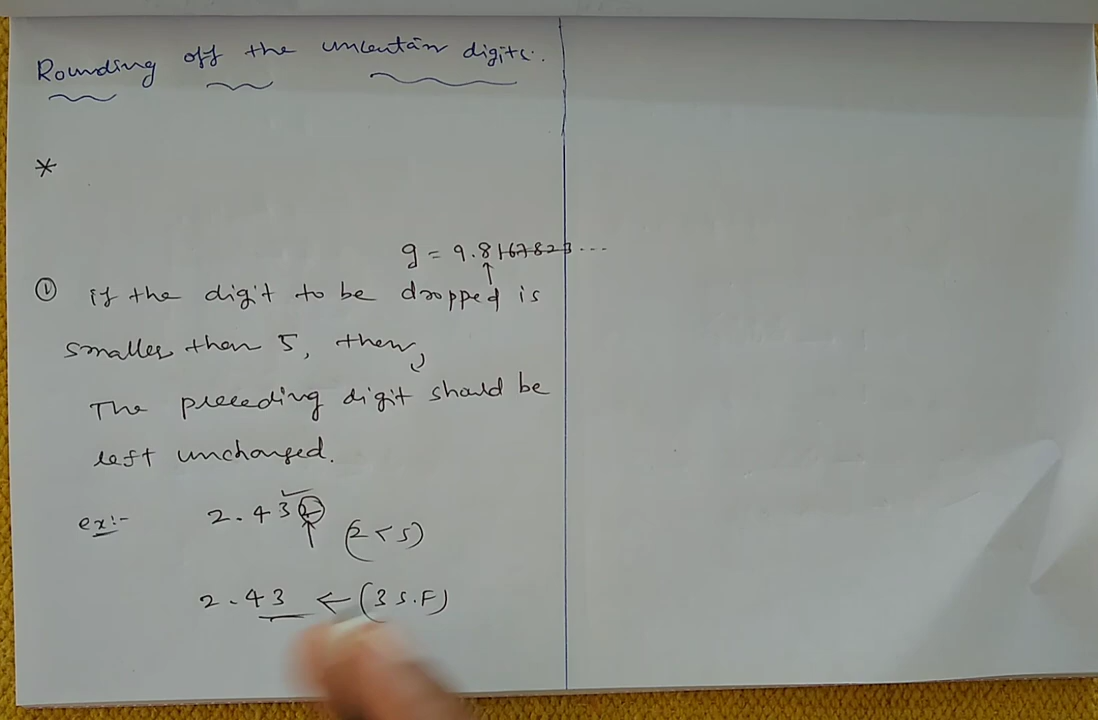 Rounding off the uncertain digits.
*
g = 9.8167823...
① if the digit to be dropped is
smaller than 5, then,
The preceding digit should be
left unchanged.
ex:- 2.432 (2 < 5)
2.43 ← (3 S.F)